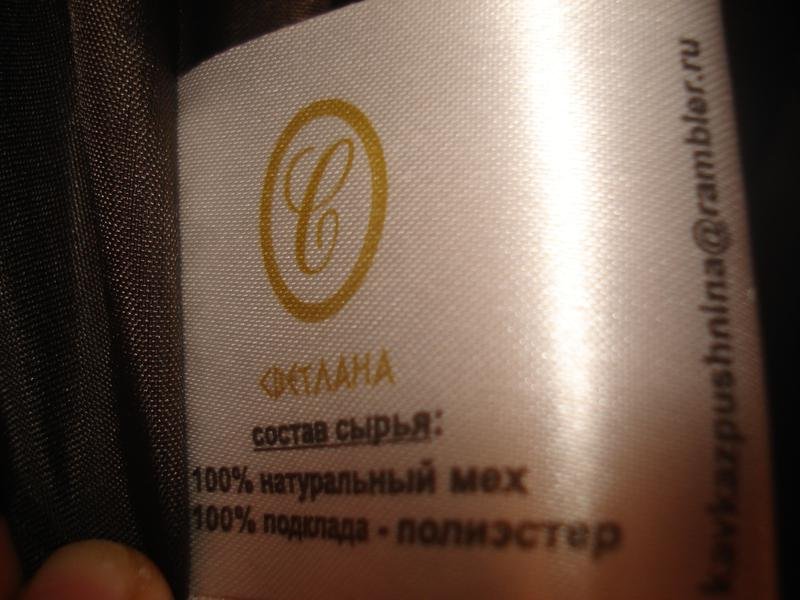 С
СВЕТЛАНА
состав сырья:
100% натуральный мех
100% подклада - полиэстер
kavkazpushnina@rambler.ru